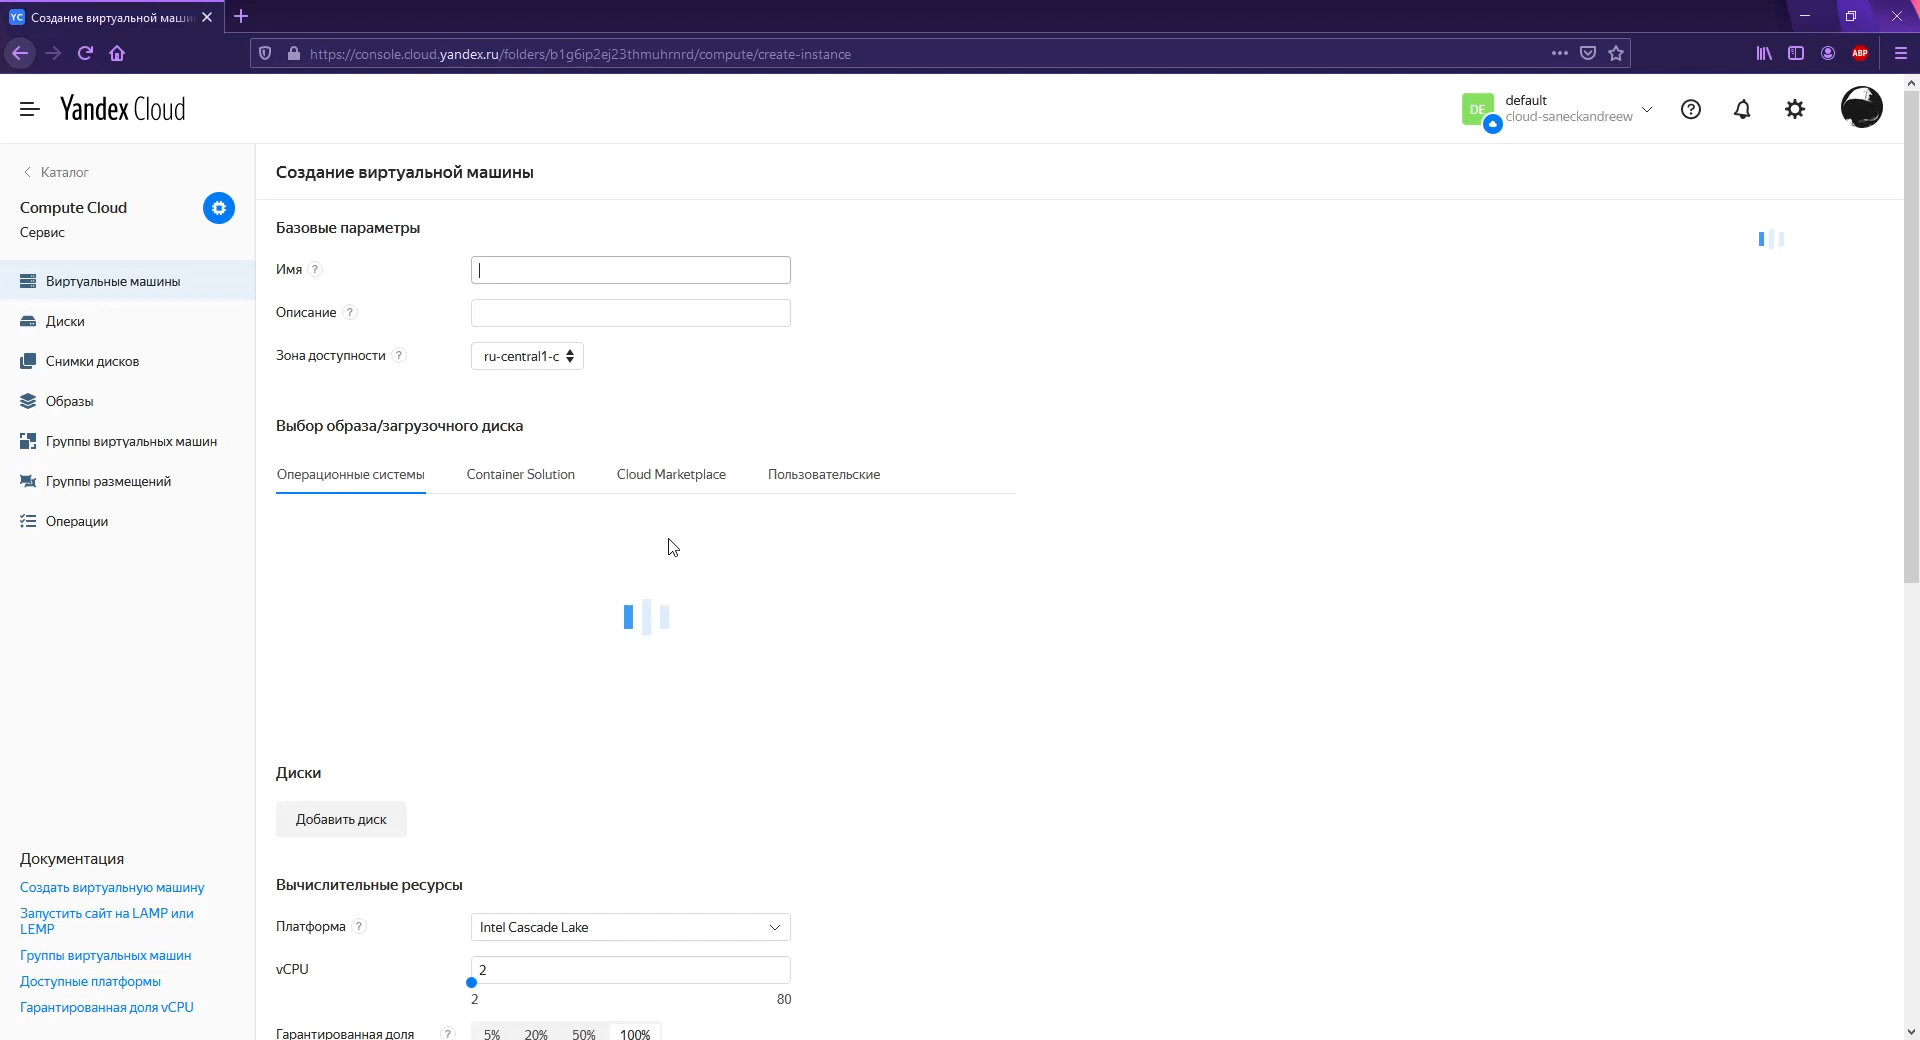 YC Создание виртуальной маши
https://console.cloud.yandex.ru/folders/b1g6ip2ej23thmuhrnrd/compute/create-instance
ABP
Yandex Cloud
DE
default
cloud-saneckandreew
Каталог
Compute Cloud
Сервис
Виртуальные машины
Диски
Снимки дисков
Образы
Группы виртуальных машин
Группы размещений
Операции
Документация
Создать виртуальную машину
Запустить сайт на LAMP или
LEMP
Группы виртуальных машин
Доступные платформы
Гарантированная доля vCPU
Создание виртуальной машины
Базовые параметры
Имя ?
Описание ?
Зона доступности ? ru-central1-c
Выбор образа/загрузочного диска
Операционные системы Container Solution Cloud Marketplace Пользовательские
Диски
Добавить диск
Вычислительные ресурсы
Платформа ? Intel Cascade Lake
vCPU 2
2 80
Гарантированная доля ? 5% 20% 50% 100%